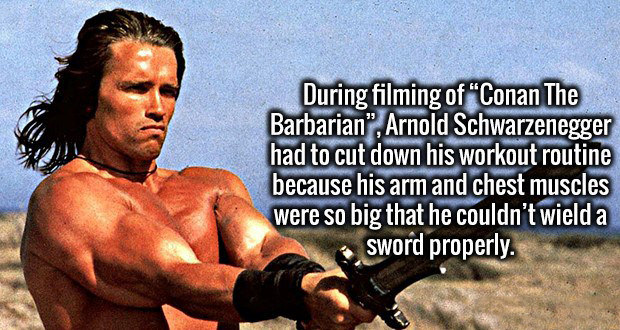 During filming of “Conan The
Barbarian”, Arnold Schwarzenegger
had to cut down his workout routine
because his arm and chest muscles
were so big that he couldn’t wield a
sword properly.